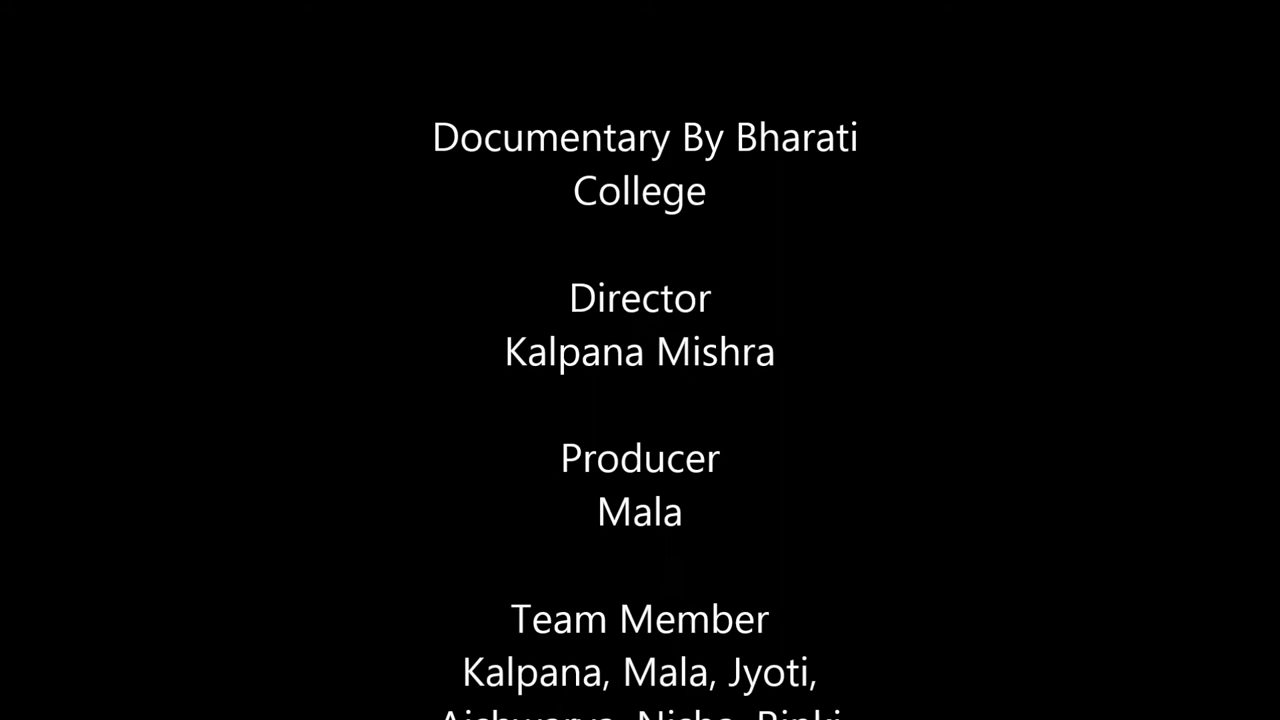 Documentary By Bharati
College
Director
Kalpana Mishra
Producer
Mala
Team Member
Kalpana, Mala, Jyoti,